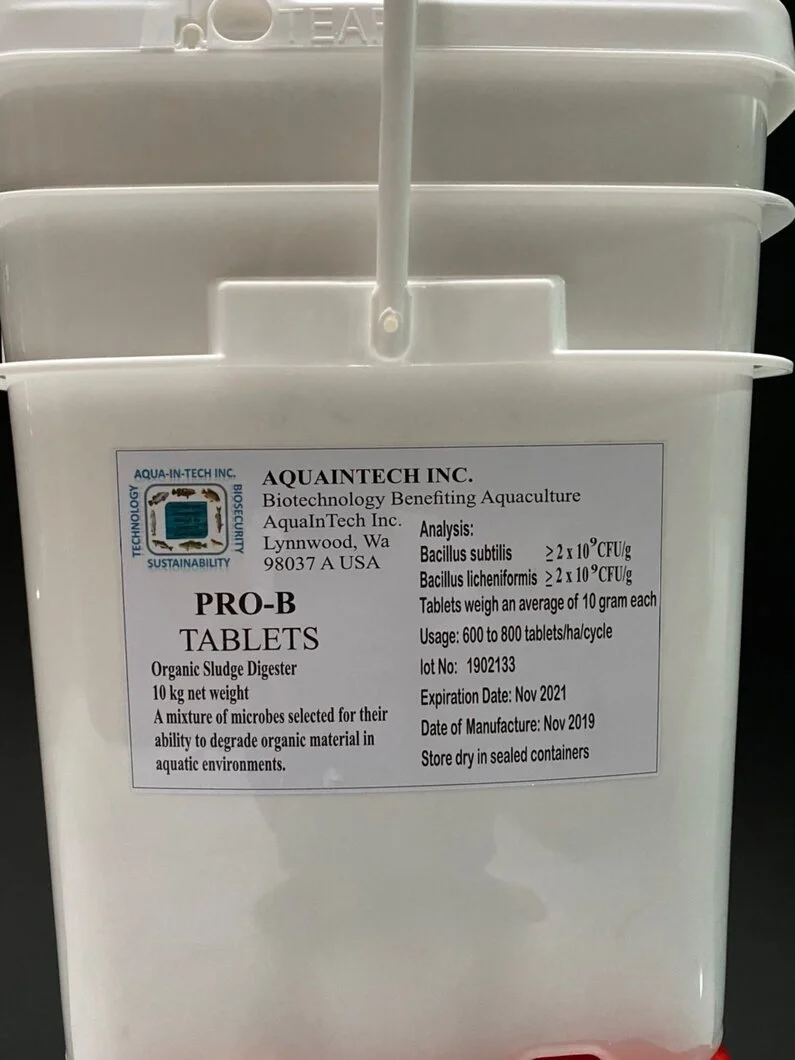 TEAR
AQUA-IN-TECH INC.
TECHNOLOGY
BIOSECURITY
SUSTAINABILITY
AQUAINTECH INC.
Biotechnology Benefiting Aquaculture
AquaInTech Inc.
Lynnwood, Wa
98037 A USA
PRO-B
TABLETS
Organic Sludge Digester
10 kg net weight
A mixture of microbes selected for their
ability to degrade organic material in
aquatic environments.
Analysis:
Bacillus subtilis ≥ 2 x 10⁹CFU/g
Bacillus licheniformis ≥ 2 x 10⁹CFU/g
Tablets weigh an average of 10 gram each
Usage: 600 to 800 tablets/ha/cycle
lot No: 1902133
Expiration Date: Nov 2021
Date of Manufacture: Nov 2019
Store dry in sealed containers